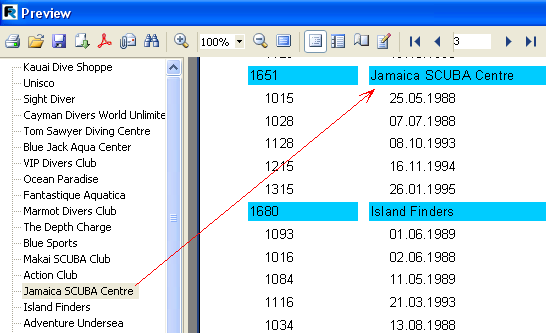 Preview
100%
3
Kauai Dive Shoppe
Unisco
Sight Diver
Cayman Divers World Unlimite
Tom Sawyer Diving Centre
Blue Jack Aqua Center
VIP Divers Club
Ocean Paradise
Fantastique Aquatica
Marmot Divers Club
The Depth Charge
Blue Sports
Makai SCUBA Club
Action Club
Jamaica SCUBA Centre
Island Finders
Adventure Undersea
1651 Jamaica SCUBA Centre
1015 25.05.1988
1028 07.07.1988
1128 08.10.1993
1215 16.11.1994
1315 26.01.1995
1680 Island Finders
1093 01.06.1989
1016 02.06.1988
1084 11.05.1989
1116 21.03.1993
1034 13.08.1988